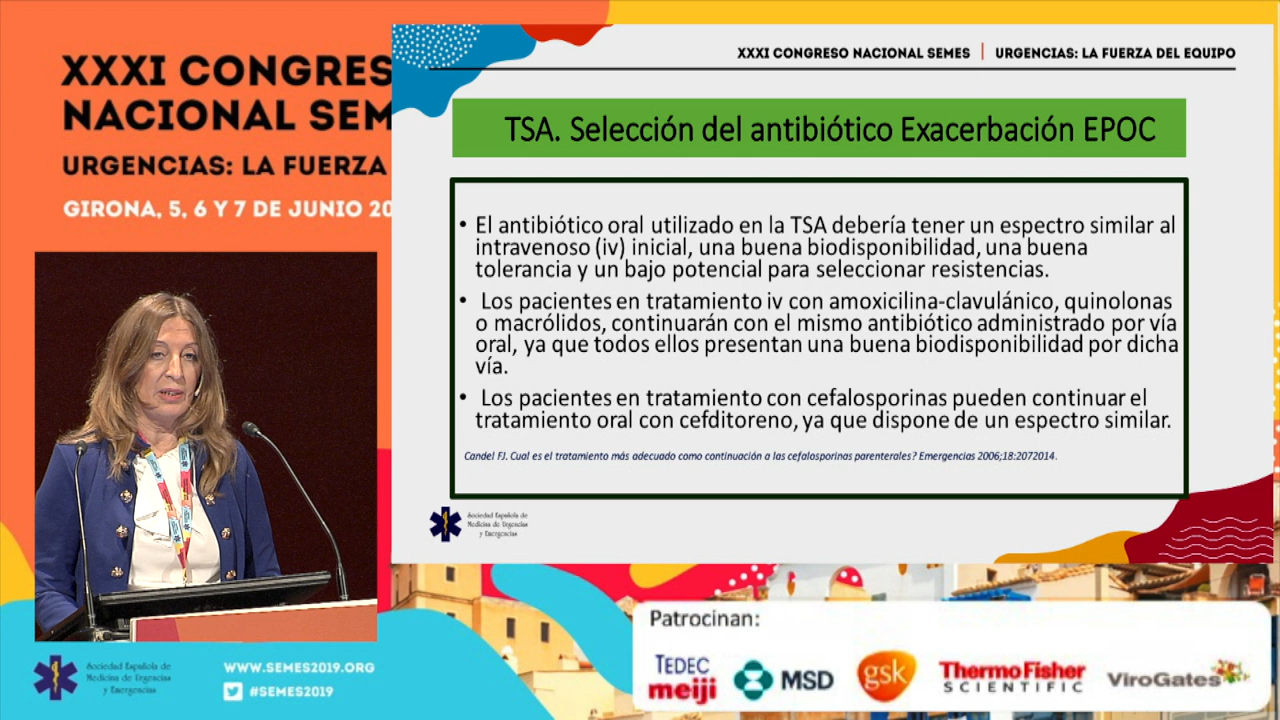 XXXI CONGRES
NACIONAL SEM
URGENCIAS: LA FUERZA
GIRONA, 5, 6 Y 7 DE JUNIO 20
XXXI CONGRESO NACIONAL SEMES | URGENCIAS: LA FUERZA DEL EQUIPO
TSA. Selección del antibiótico Exacerbación EPOC
• El antibiótico oral utilizado en la TSA debería tener un espectro similar al
intravenoso (iv) inicial, una buena biodisponibilidad, una buena
tolerancia y un bajo potencial para seleccionar resistencias.
• Los pacientes en tratamiento iv con amoxicilina-clavulánico, quinolonas
o macrólidos, continuarán con el mismo antibiótico administrado por vía
oral, ya que todos ellos presentan una buena biodisponibilidad por dicha
vía.
• Los pacientes en tratamiento con cefalosporinas pueden continuar el
tratamiento oral con cefditoreno, ya que dispone de un espectro similar.
Candel FJ. Cual es el tratamiento más adecuado como continuación a las cefalosporinas parenterales? Emergencias 2006;18:2072014.
Sociedad Española de
Medicina de Urgencias
y Emergencias
Sociedad Española de
Medicina de Urgencias
y Emergencias
WWW.SEMES2019.ORG
#SEMES2019
Patrocinan:
TEDEC
meiji
MSD
gsk
ThermoFisher
SCIENTIFIC
ViroGates